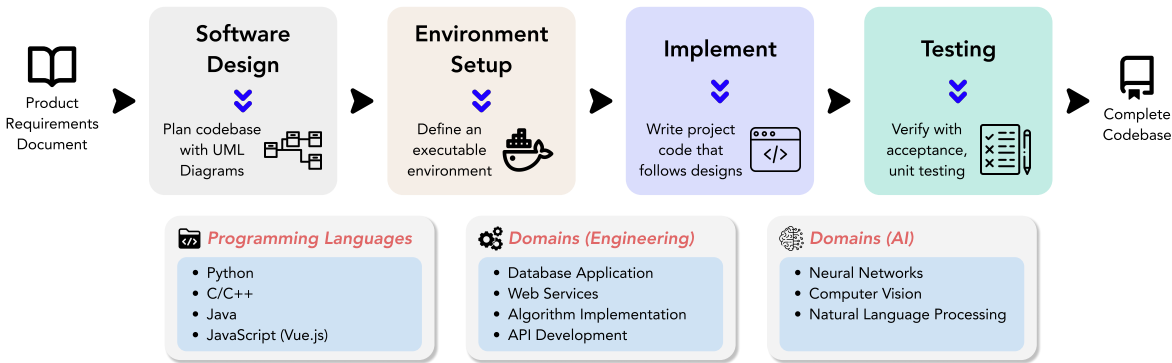 Product
Requirements
Document
Software
Design
Plan codebase
with UML
Diagrams
Environment
Setup
Define an
executable
environment
Implement
Write project
code that
follows designs
</>
Testing
Verify with
acceptance,
unit testing
Complete
Codebase
</> Programming Languages
• Python
• C/C++
• Java
• JavaScript (Vue.js)
Domains (Engineering)
• Database Application
• Web Services
• Algorithm Implementation
• API Development
Domains (AI)
• Neural Networks
• Computer Vision
• Natural Language Processing